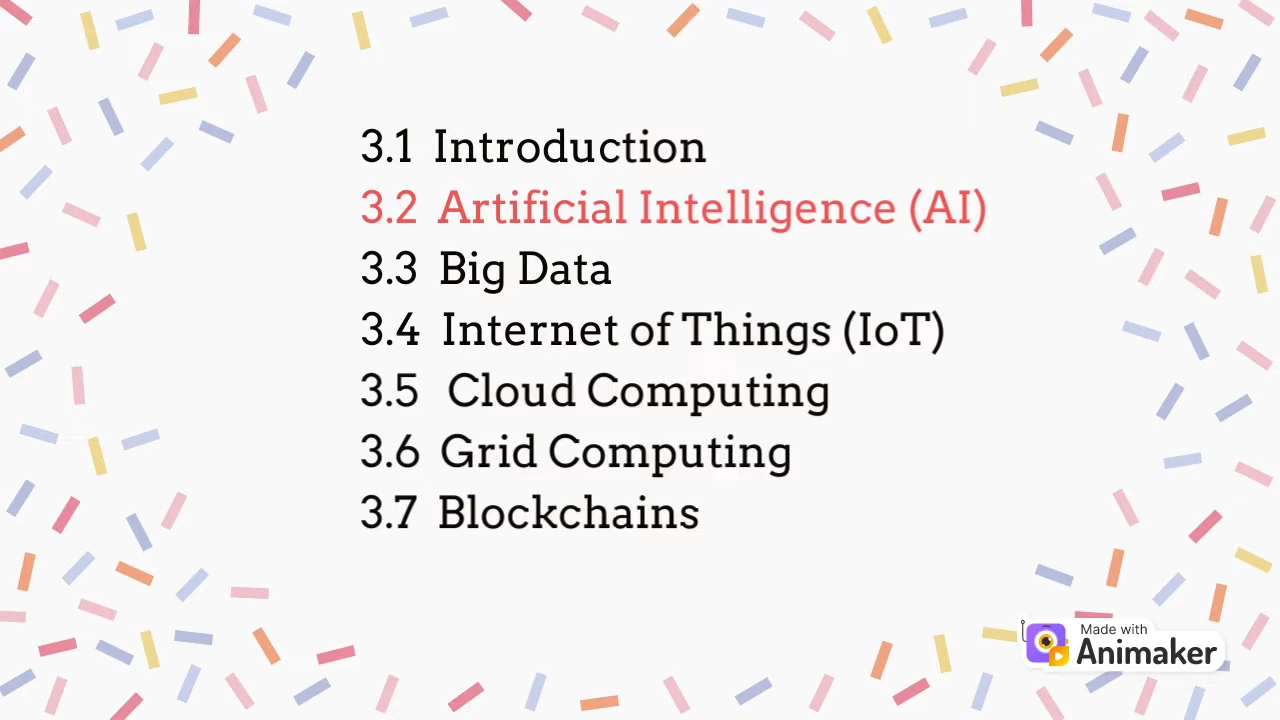 3.1 Introduction
3.2 Artificial Intelligence (AI)
3.3 Big Data
3.4 Internet of Things (IoT)
3.5 Cloud Computing
3.6 Grid Computing
3.7 Blockchains
Made with
Animaker